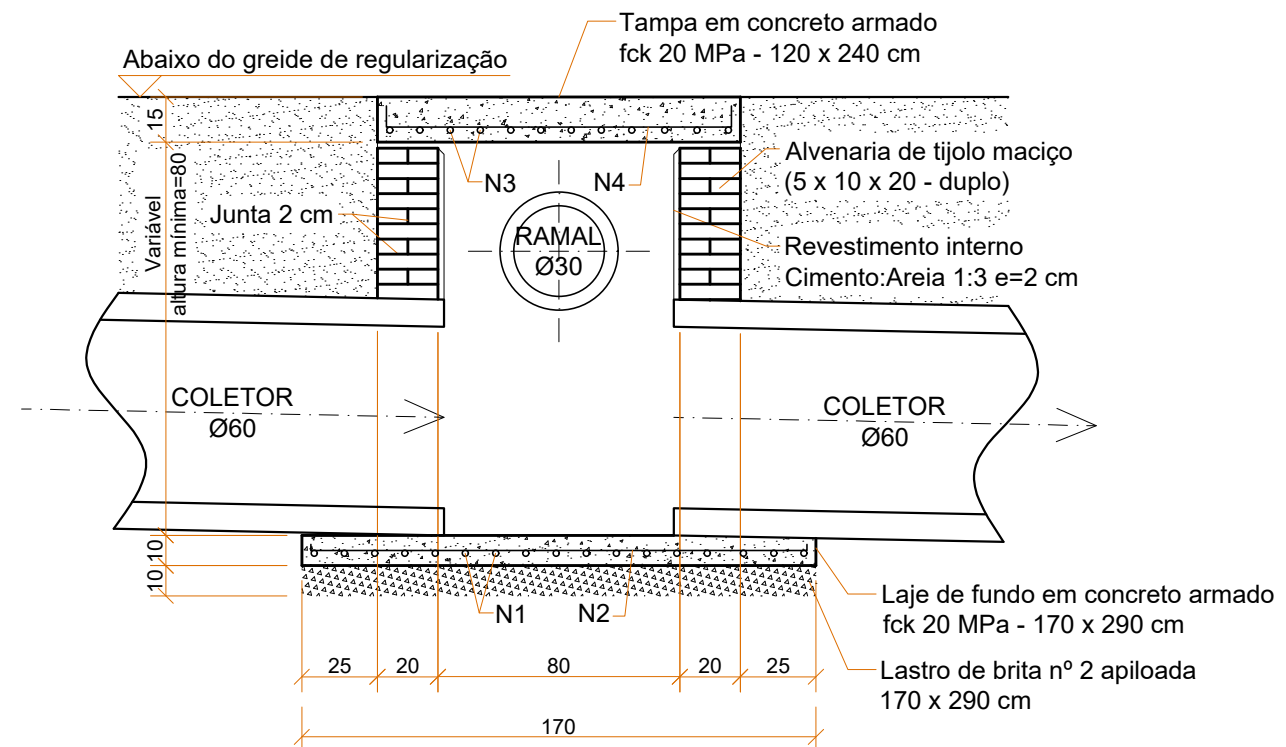 Tampa em concreto armado
fck 20 MPa - 120 x 240 cm
Abaixo do greide de regularização
15
Variável
altura mínima=80
Alvenaria de tijolo maciço
(5 x 10 x 20 - duplo)
N3
N4
Junta 2 cm
RAMAL
Ø30
Revestimento interno
Cimento:Areia 1:3 e=2 cm
COLETOR
Ø60
COLETOR
Ø60
10
10
N1
N2
Laje de fundo em concreto armado
fck 20 MPa - 170 x 290 cm
25
20
80
20
25
Lastro de brita nº 2 apiloada
170 x 290 cm
170